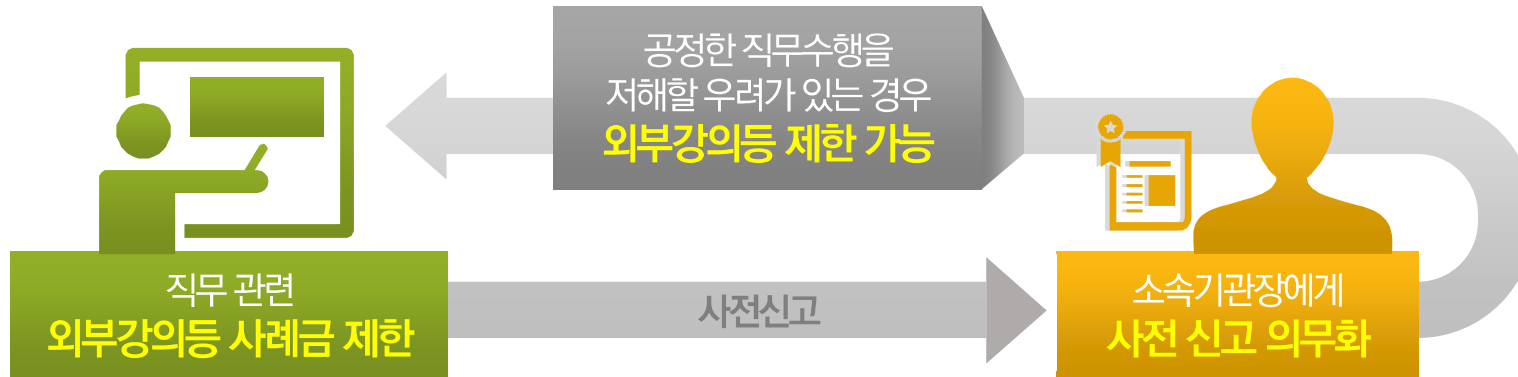 공정한 직무수행을
저해할 우려가 있는 경우
외부강의등 제한 가능
직무 관련
외부강의등 사례금 제한
사전신고
소속기관장에게
사전 신고 의무화